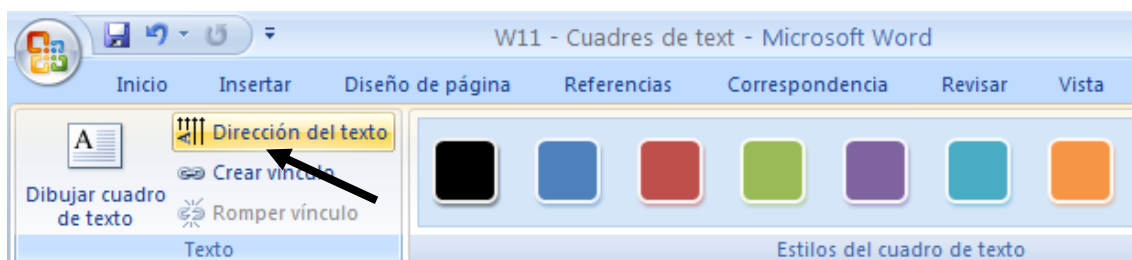 W11 - Cuadres de text - Microsoft Word
Inicio Insertar Diseño de página Referencias Correspondencia Revisar Vista
A
Dibujar cuadro
de texto
A Dirección del texto
Crear vínculo
Romper vínculo
Texto
Estilos del cuadro de texto